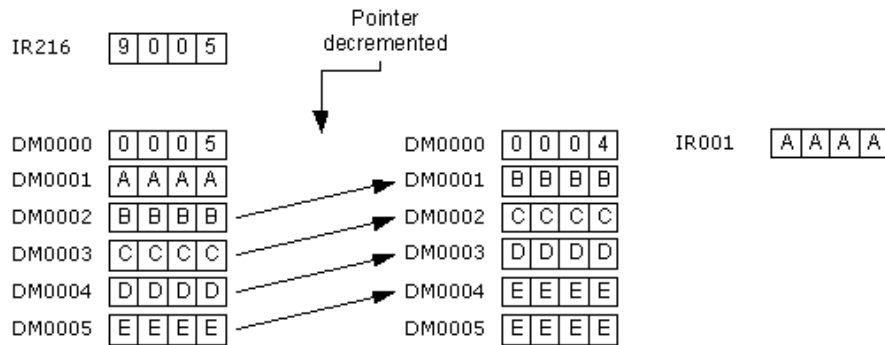 Pointer
decremented
IR216 9 0 0 5
DM0000 0 0 0 5 DM0000 0 0 0 4 IR001 A A A A
DM0001 A A A A DM0001 B B B B
DM0002 B B B B DM0002 C C C C
DM0003 C C C C DM0003 D D D D
DM0004 D D D D DM0004 E E E E
DM0005 E E E E DM0005 E E E E